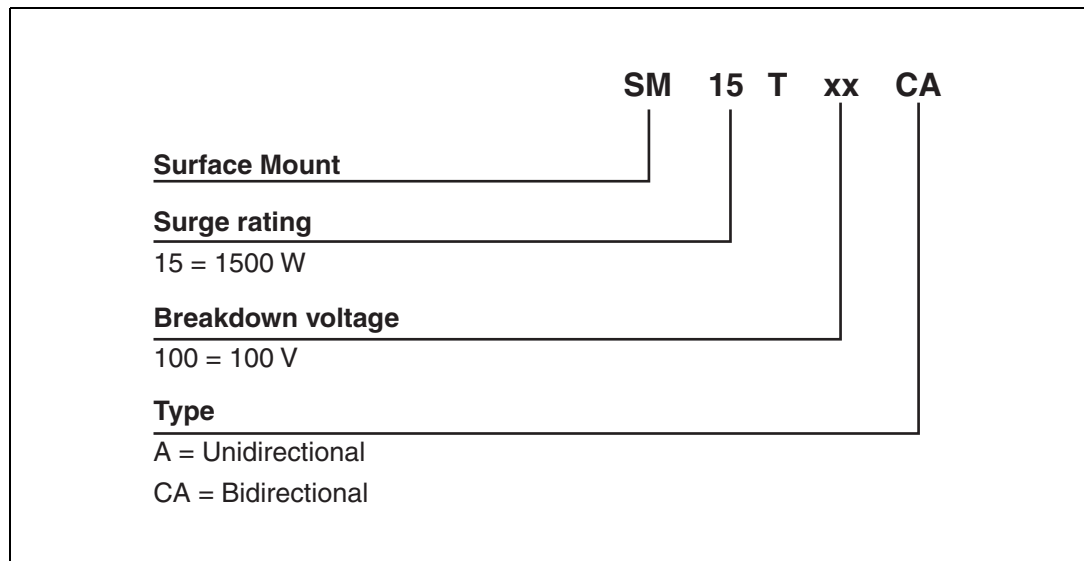 SM 15 T xx CA
Surface Mount
Surge rating
15 = 1500 W
Breakdown voltage
100 = 100 V
Type
A = Unidirectional
CA = Bidirectional